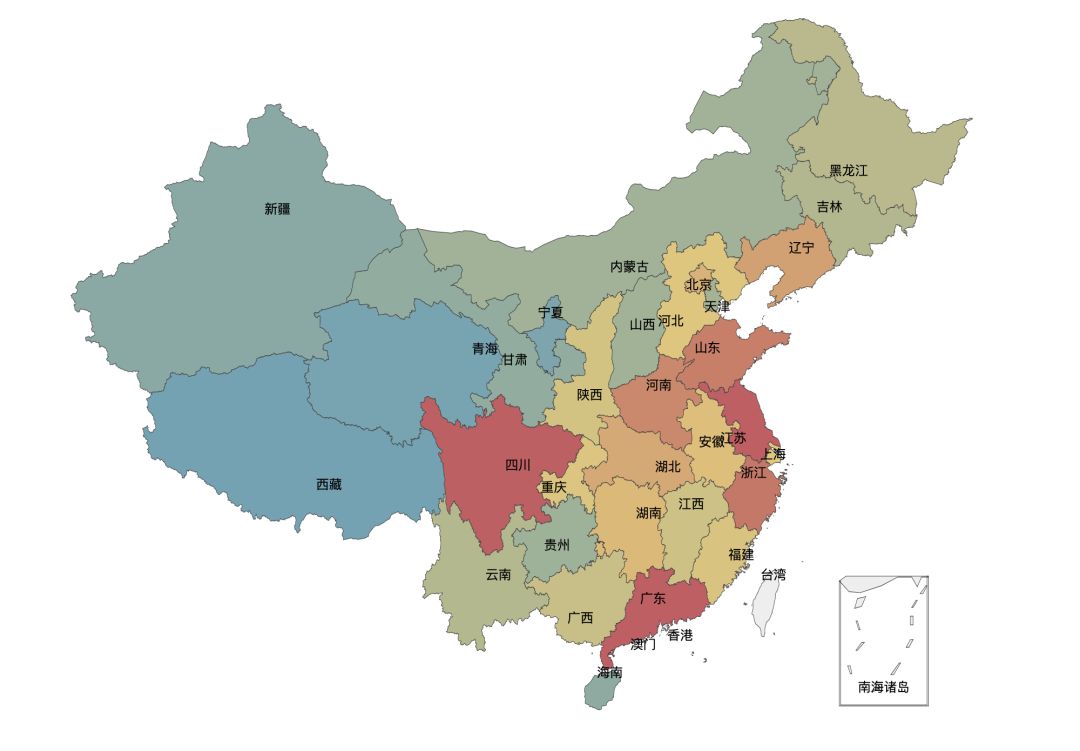 黑龙江
吉林
新疆
辽宁
内蒙古
北京
天津
宁夏
山西
河北
青海
甘肃
山东
河南
陕西
安徽
江苏
上海
四川
湖北
浙江
西藏
重庆
湖南
江西
贵州
福建
云南
台湾
广东
广西
香港
澳门
海南
南海诸岛